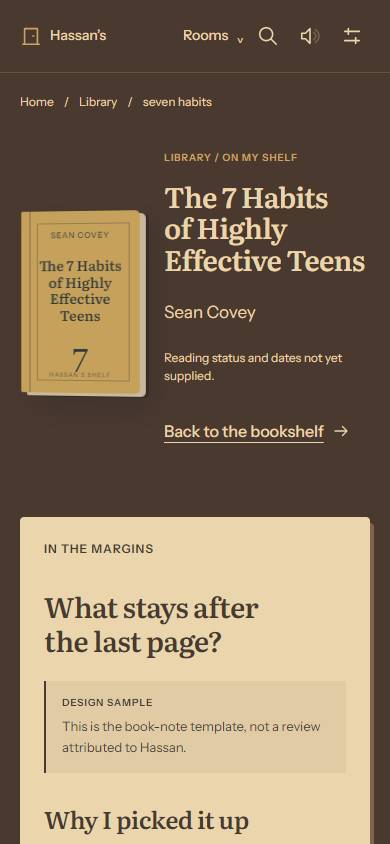 Hassan's
Rooms
Home / Library / seven habits
LIBRARY / ON MY SHELF
The 7 Habits
of Highly
Effective Teens
Sean Covey
Reading status and dates not yet
supplied.
Back to the bookshelf →
SEAN COVEY
The 7 Habits
of Highly
Effective
Teens
7
HASSAN'S SHELF
IN THE MARGINS
What stays after
the last page?
DESIGN SAMPLE
This is the book-note template, not a review
attributed to Hassan.
Why I picked it up